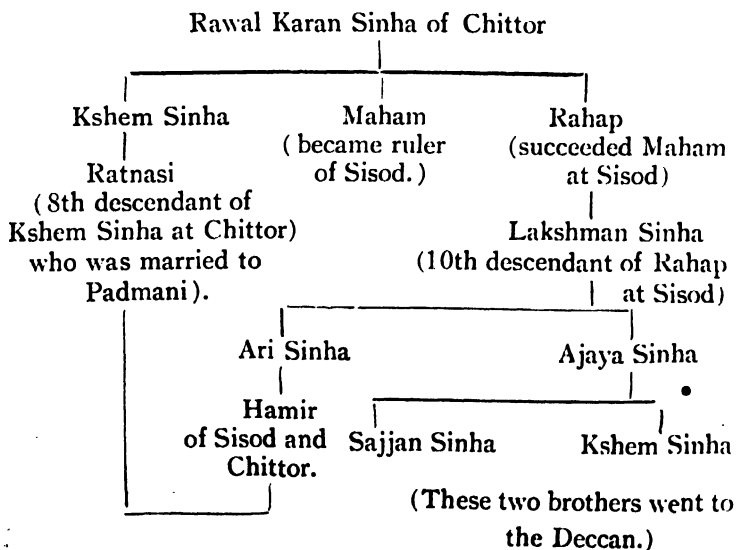 Rawal Karan Sinha of Chittor
Kshem Sinha
Ratnasi
(8th descendant of
Kshem Sinha at Chittor)
who was married to
Padmani).
Maham
(became ruler
of Sisod.)
Rahap
(succeeded Maham
at Sisod)
Lakshman Sinha
(10th descendant of Rahap
at Sisod)
Ari Sinha
Hamir
of Sisod and
Chittor.
Ajaya Sinha
Sajjan Sinha
Kshem Sinha
(These two brothers went to
the Deccan.)